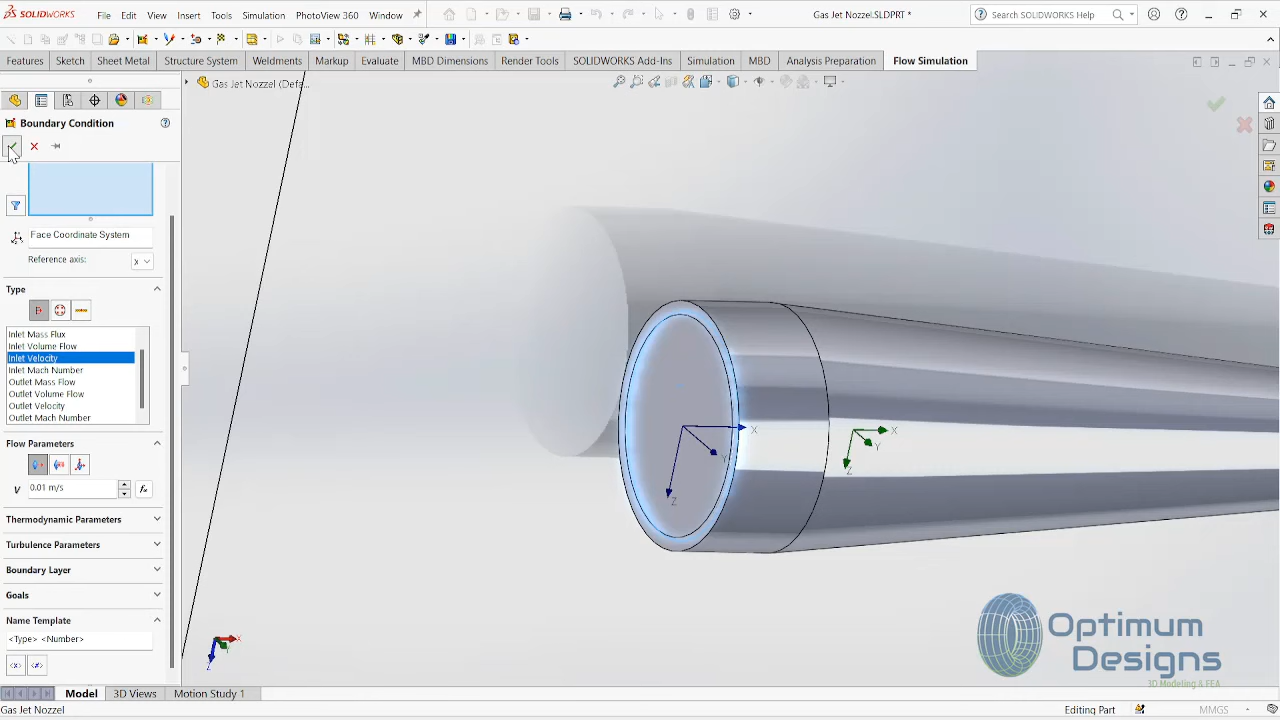 SOLIDWORKS
File Edit View Insert Tools Simulation PhotoView 360 Window
Gas Jet Nozzel.SLDPRT *
Search SOLIDWORKS Help
Features Sketch Sheet Metal Structure System Weldments Markup Evaluate MBD Dimensions Render Tools SOLIDWORKS Add-Ins Simulation MBD Analysis Preparation Flow Simulation
Gas Jet Nozzel (Defa...
Boundary Condition
Face Coordinate System
Reference axis: x
Type
Inlet Mass Flux
Inlet Volume Flow
Inlet Velocity
Inlet Mach Number
Outlet Mass Flow
Outlet Volume Flow
Outlet Velocity
Outlet Mach Number
Flow Parameters
V 0.01 m/s
Thermodynamic Parameters
Turbulence Parameters
Boundary Layer
Goals
Name Template
<Type> <Number>
X
Y
Z
X
Y
Z
Optimum
Designs
3D Modeling & FEA
Model 3D Views Motion Study 1
Gas Jet Nozzel
Editing Part
MMGS